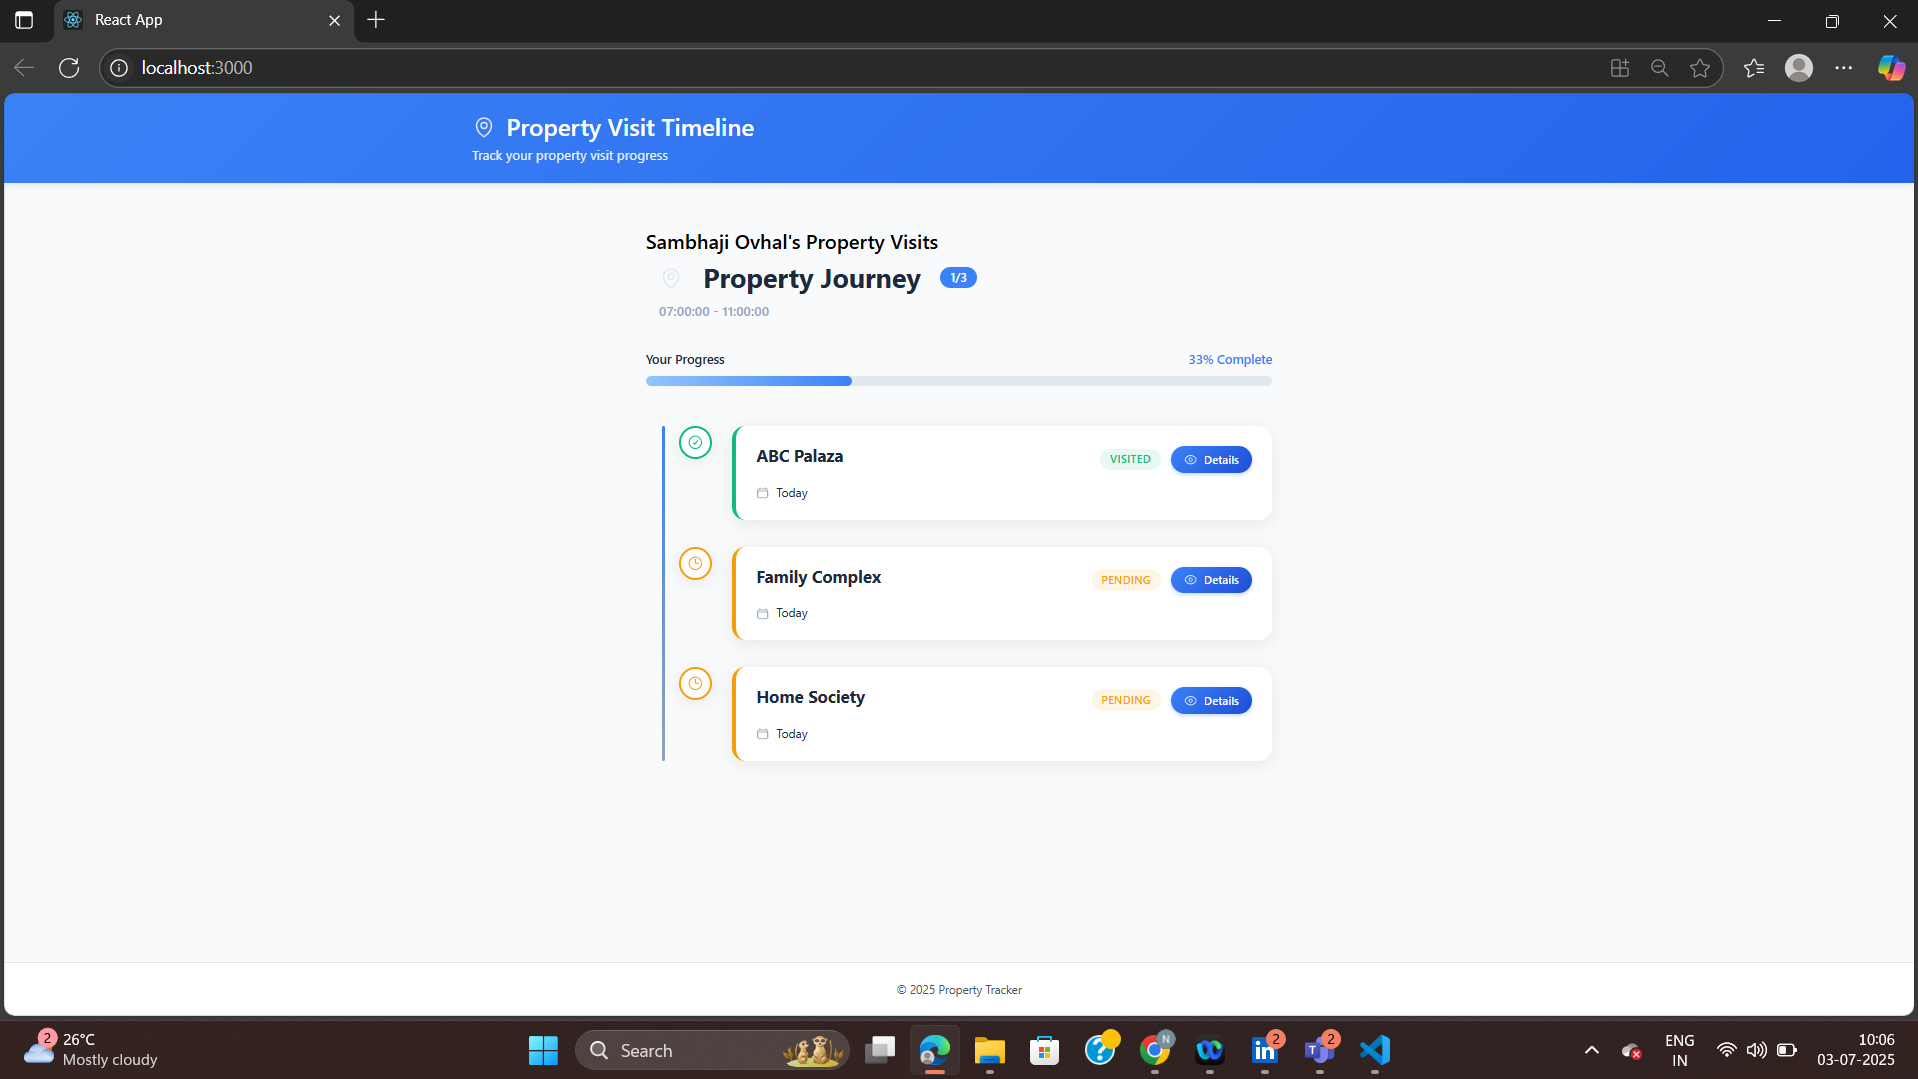 React App
localhost:3000
Property Visit Timeline
Track your property visit progress
Sambhaji Ovhal's Property Visits
Property Journey 1/3
07:00:00 - 11:00:00
Your Progress 33% Complete
ABC Palaza VISITED Details
Today
Family Complex PENDING Details
Today
Home Society PENDING Details
Today
© 2025 Property Tracker
2 26°C
Mostly cloudy
Search
N
in 2
T 2
ENG
IN
10:06
03-07-2025